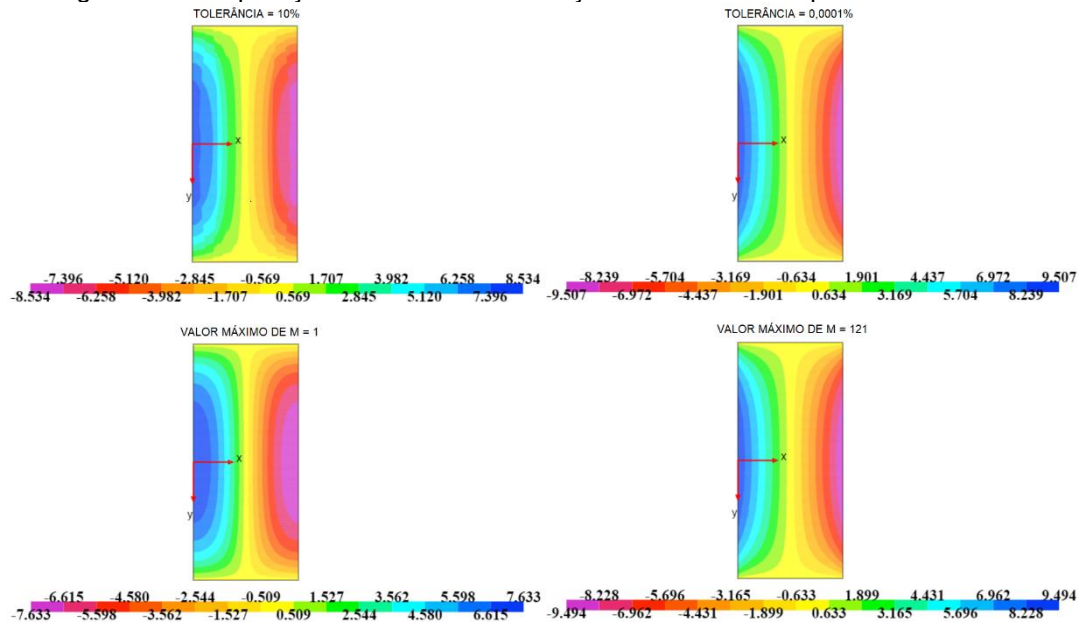 TOLERÂNCIA = 10%
x
y
-7.396 -5.120 -2.845 -0.569 1.707 3.982 6.258 8.534
-8.534 -6.258 -3.982 -1.707 0.569 2.845 5.120 7.396
TOLERÂNCIA = 0,0001%
x
y
-8.239 -5.704 -3.169 -0.634 1.901 4.437 6.972 9.507
-9.507 -6.972 -4.437 -1.901 0.634 3.169 5.704 8.239
VALOR MÁXIMO DE M = 1
x
y
-6.615 -4.580 -2.544 -0.509 1.527 3.562 5.598 7.633
-7.633 -5.598 -3.562 -1.527 0.509 2.544 4.580 6.615
VALOR MÁXIMO DE M = 121
x
y
-8.228 -5.696 -3.165 -0.633 1.899 4.431 6.962 9.494
-9.494 -6.962 -4.431 -1.899 0.633 3.165 5.696 8.228